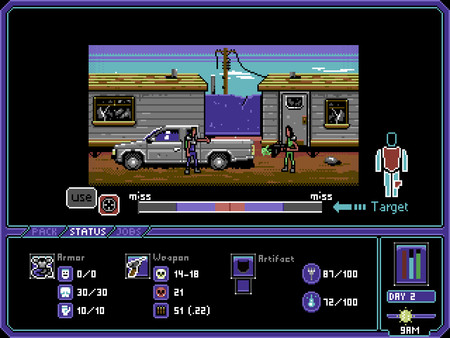 miss miss
use
Target
PACK STATUS JOBS
Armor Weapon Artifact
0/0 14-18 87/100
30/30 21
10/10 51 (.22) 72/100
DAY 2
9AM